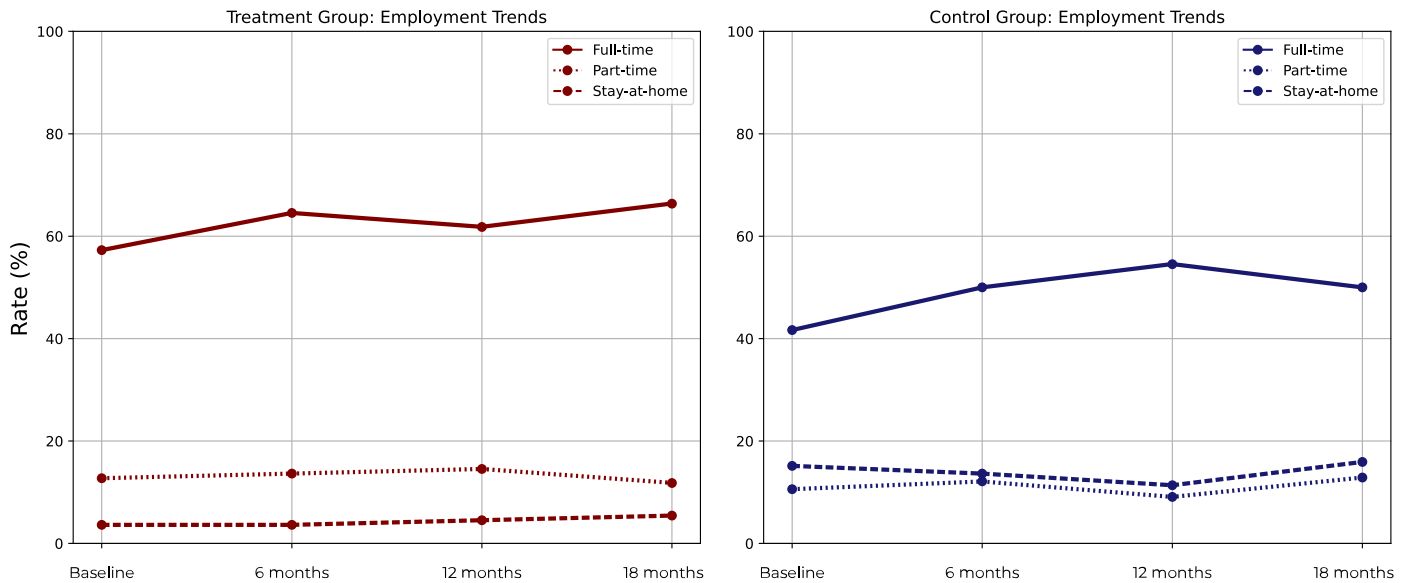 Treatment Group: Employment Trends
100
80
60
40
20
0
Rate (%)
Full-time
Part-time
Stay-at-home
Baseline
6 months
12 months
18 months
Control Group: Employment Trends
100
80
60
40
20
0
Full-time
Part-time
Stay-at-home
Baseline
6 months
12 months
18 months